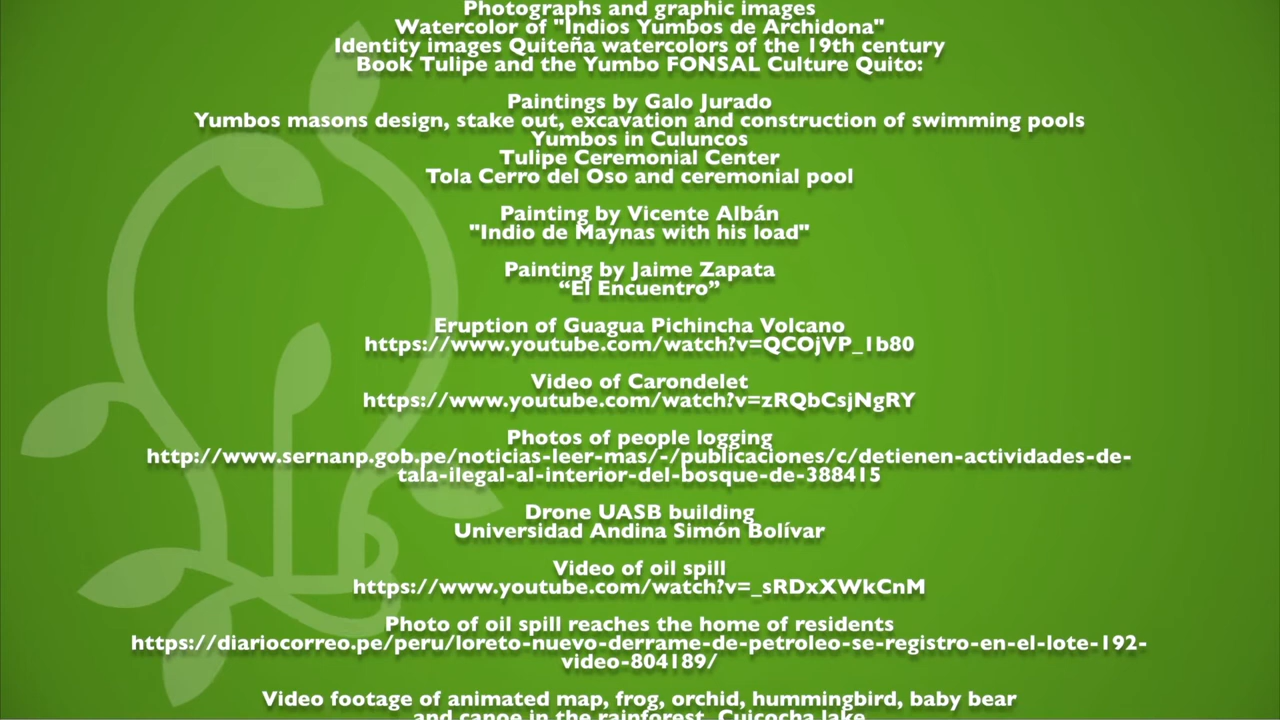 Photographs and graphic images
Watercolor of "Indios Yumbos de Archidona"
Identity images Quiteña watercolors of the 19th century
Book Tulipe and the Yumbo FONSAL Culture Quito:
Paintings by Galo Jurado
Yumbos masons design, stake out, excavation and construction of swimming pools
Yumbos in Culuncos
Tulipe Ceremonial Center
Tola Cerro del Oso and ceremonial pool
Painting by Vicente Albán
"Indio de Maynas with his load"
Painting by Jaime Zapata
“El Encuentro”
Eruption of Guagua Pichincha Volcano
https://www.youtube.com/watch?v=QCOjVP_1b80
Video of Carondelet
https://www.youtube.com/watch?v=zRQbCsjNgRY
Photos of people logging
http://www.sernanp.gob.pe/noticias-leer-mas/-/publicaciones/c/detienen-actividades-de-
tala-ilegal-al-interior-del-bosque-de-388415
Drone UASB building
Universidad Andina Simón Bolívar
Video of oil spill
https://www.youtube.com/watch?v=_sRDxXWkCnM
Photo of oil spill reaches the home of residents
https://diariocorreo.pe/peru/loreto-nuevo-derrame-de-petroleo-se-registro-en-el-lote-192-
video-804189/
Video footage of animated map, frog, orchid, hummingbird, baby bear
and canoe in the rainforest, Cuicocha lake